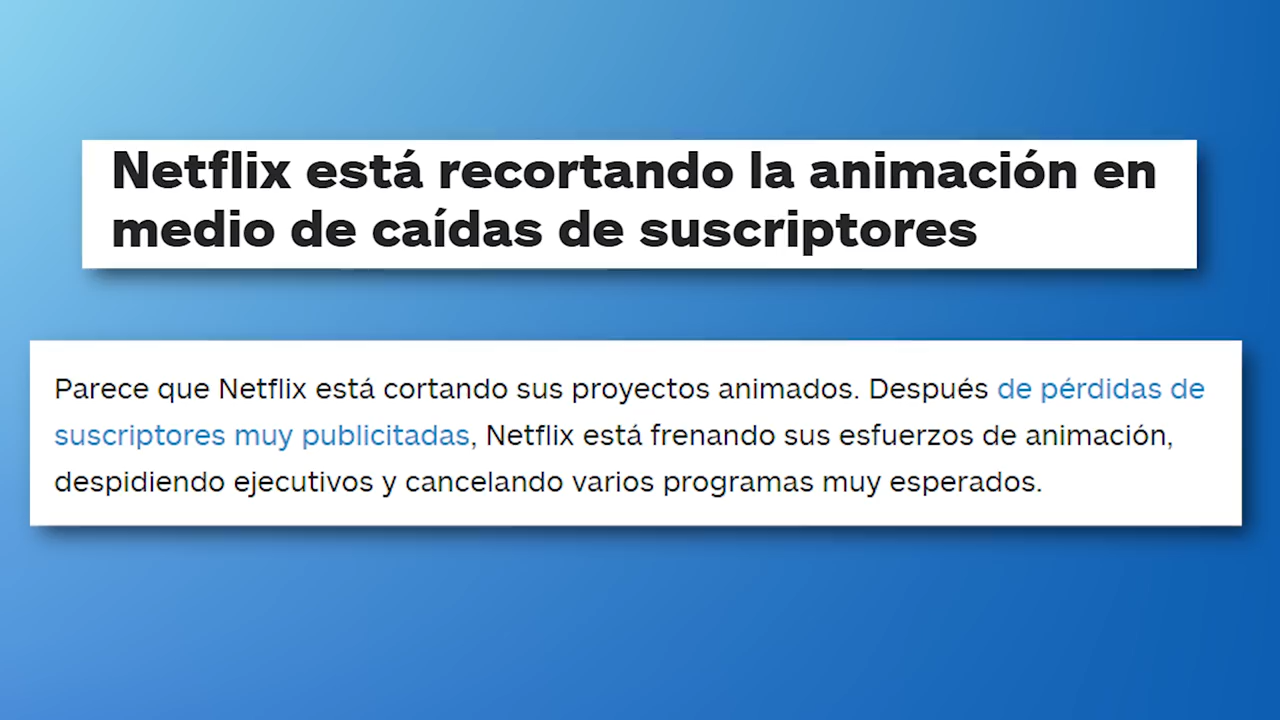 Netflix está recortando la animación en
medio de caídas de suscriptores
Parece que Netflix está cortando sus proyectos animados. Después de pérdidas de
suscriptores muy publicitadas, Netflix está frenando sus esfuerzos de animación,
despidiendo ejecutivos y cancelando varios programas muy esperados.